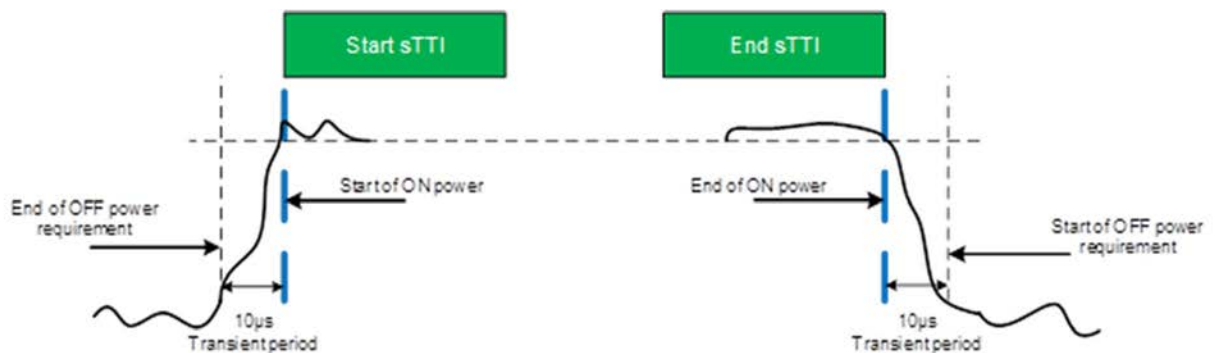 Start sTTI
End sTTI
Start of ON power
End of ON power
End of OFF power
requirement
Start of OFF power
requirement
10µs
Transient period
10µs
Transient period